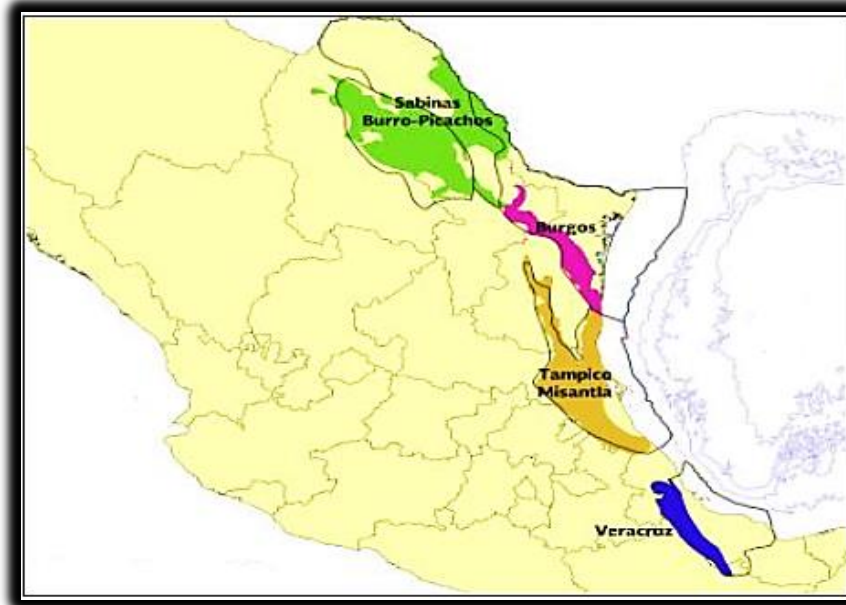 Sabinas
Burro-Picachos
Burgos
Tampico
Misantla
Veracruz